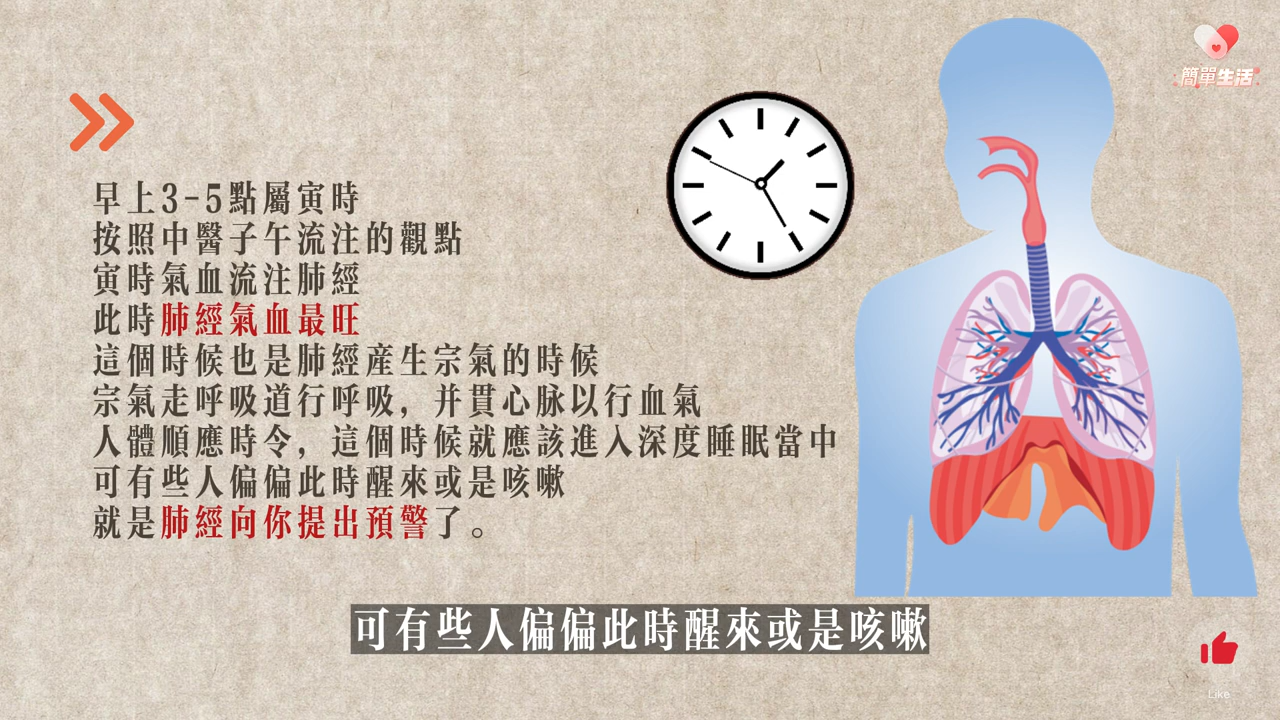 簡單生活
早上3-5點屬寅時
按照中醫子午流注的觀點
寅時氣血流注肺經
此時肺經氣血最旺
這個時候也是肺經産生宗氣的時候
宗氣走呼吸道行呼吸，并貫心脉以行血氣
人體順應時令，這個時候就應該進入深度睡眠當中
可有些人偏偏此時醒來或是咳嗽
就是肺經向你提出預警了。
可有些人偏偏此時醒來或是咳嗽
Like